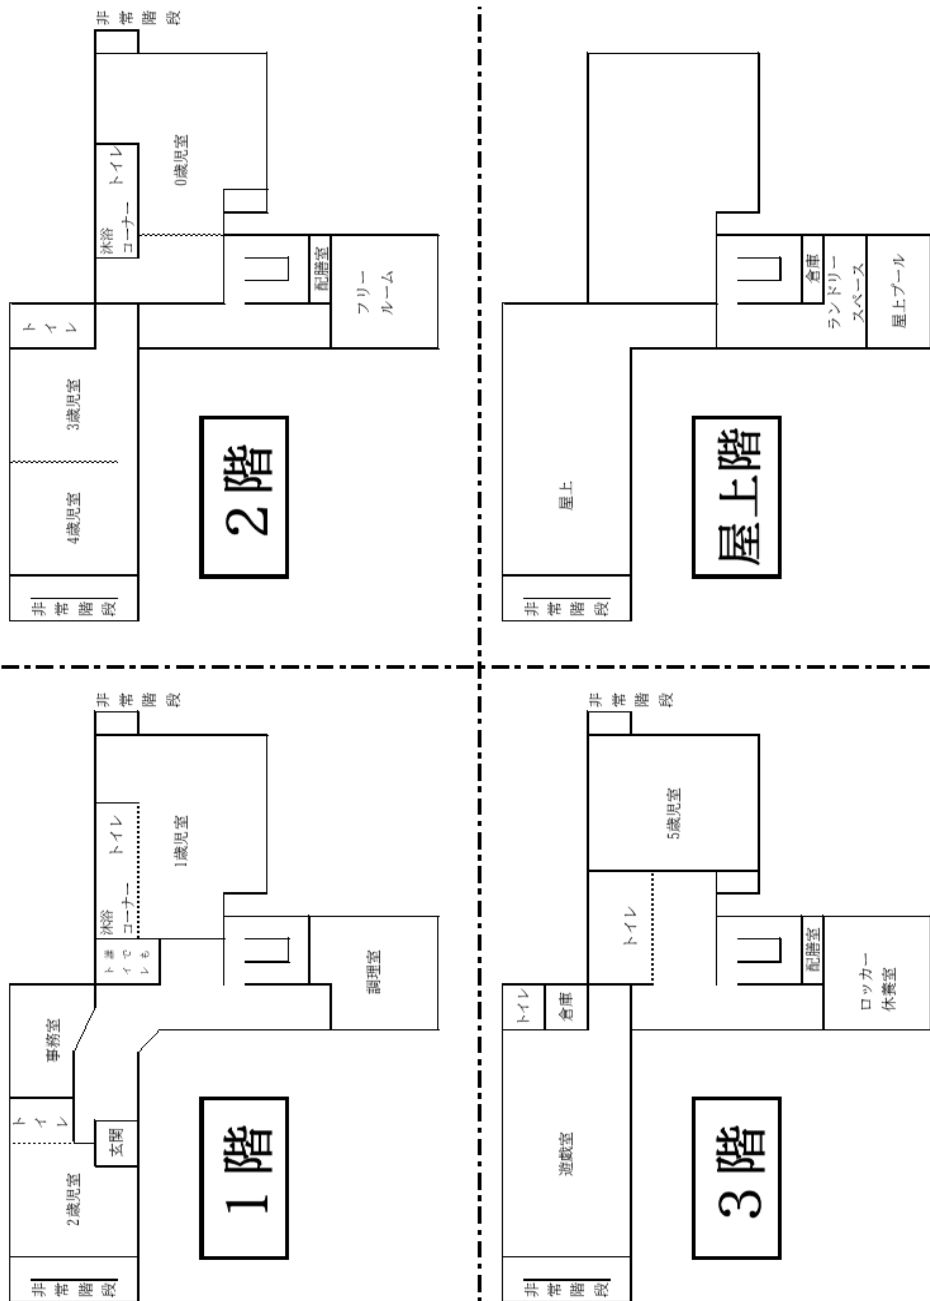 非常階段
2歳児室
トイレ
玄関
事務室
誰でも
トイレ
沐浴
コーナー
トイレ
1歳児室
非常階段
調理室
1階
非常階段
4歳児室
3歳児室
トイレ
沐浴
コーナー
トイレ
0歳児室
非常階段
配膳室
フリー
ルーム
2階
非常階段
遊戯室
トイレ
倉庫
トイレ
5歳児室
非常階段
配膳室
ロッカー
休養室
3階
非常階段
屋上
倉庫
ランドリー
スペース
屋上プール
屋上階